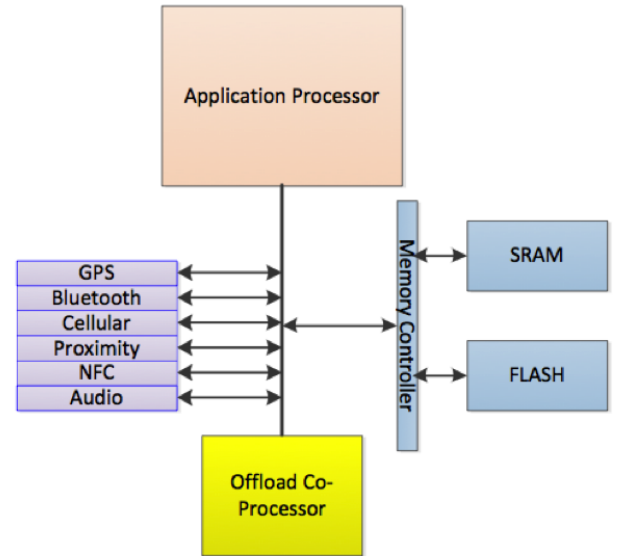 Application Processor
GPS
Bluetooth
Cellular
Proximity
NFC
Audio
Memory Controller
SRAM
FLASH
Offload Co-
Processor